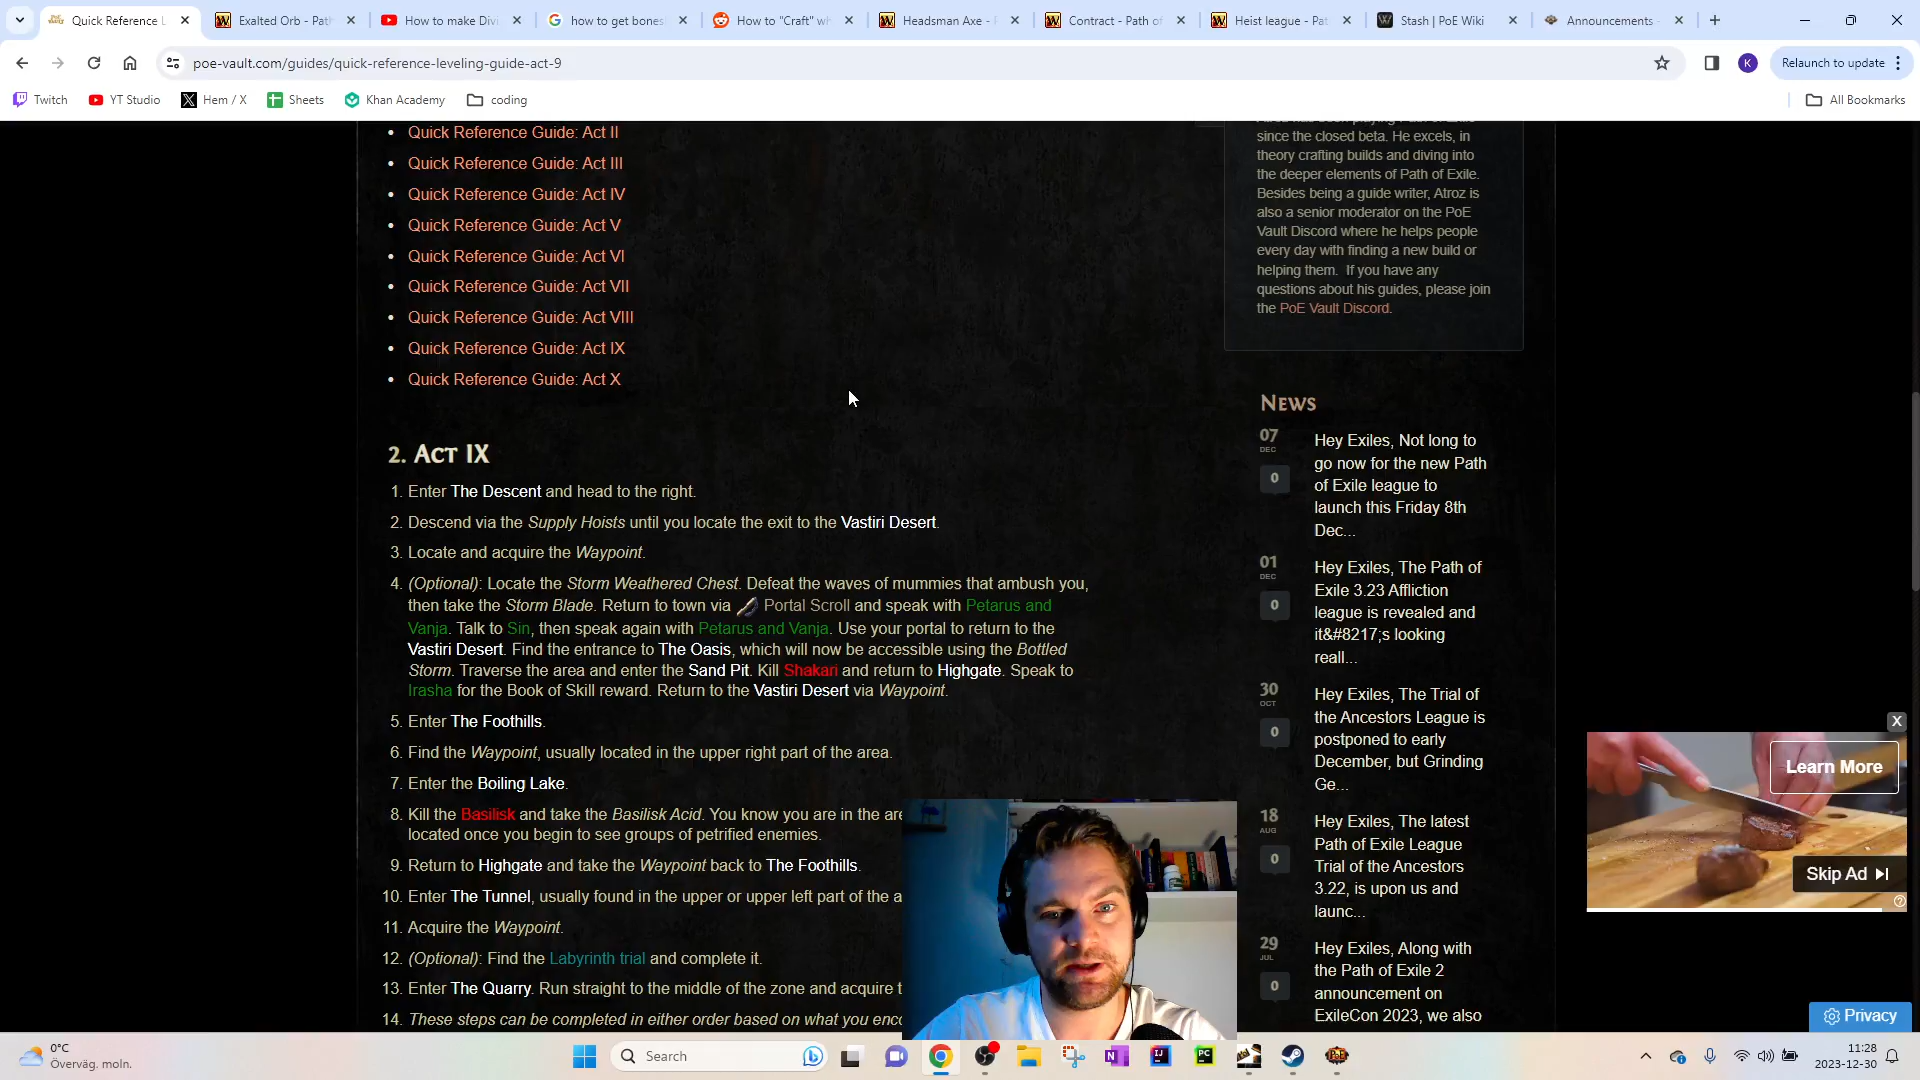 Quick Reference L
Exalted Orb - Path
How to make Divi
how to get bones
How to "Craft" wh
Headsman Axe - P
Contract - Path of
Heist league - Pat
Stash | PoE Wiki
Announcements -
poe-vault.com/guides/quick-reference-leveling-guide-act-9
K
Relaunch to update
Twitch
YT Studio
Hem / X
Sheets
Khan Academy
coding
All Bookmarks
Quick Reference Guide: Act II
Quick Reference Guide: Act III
Quick Reference Guide: Act IV
Quick Reference Guide: Act V
Quick Reference Guide: Act VI
Quick Reference Guide: Act VII
Quick Reference Guide: Act VIII
Quick Reference Guide: Act IX
Quick Reference Guide: Act X
2. Act IX
1. Enter The Descent and head to the right.
2. Descend via the Supply Hoists until you locate the exit to the Vastiri Desert.
3. Locate and acquire the Waypoint.
4. (Optional): Locate the Storm Weathered Chest. Defeat the waves of mummies that ambush you,
then take the Storm Blade. Return to town via Portal Scroll and speak with Petarus and
Vanja. Talk to Sin, then speak again with Petarus and Vanja. Use your portal to return to the
Vastiri Desert. Find the entrance to The Oasis, which will now be accessible using the Bottled
Storm. Traverse the area and enter the Sand Pit. Kill Shakari and return to Highgate. Speak to
Irasha for the Book of Skill reward. Return to the Vastiri Desert via Waypoint.
5. Enter The Foothills.
6. Find the Waypoint, usually located in the upper right part of the area.
7. Enter the Boiling Lake.
8. Kill the Basilisk and take the Basilisk Acid. You know you are in the are
located once you begin to see groups of petrified enemies.
9. Return to Highgate and take the Waypoint back to The Foothills.
10. Enter The Tunnel, usually found in the upper or upper left part of the a
11. Acquire the Waypoint.
12. (Optional): Find the Labyrinth trial and complete it.
13. Enter The Quarry. Run straight to the middle of the zone and acquire t
14. These steps can be completed in either order based on what you enco
since the closed beta. He excels, in
theory crafting builds and diving into
the deeper elements of Path of Exile.
Besides being a guide writer, Atroz is
also a senior moderator on the PoE
Vault Discord where he helps people
every day with finding a new build or
helping them. If you have any
questions about his guides, please join
the PoE Vault Discord.
News
07
DEC
0
Hey Exiles, Not long to
go now for the new Path
of Exile league to
launch this Friday 8th
Dec...
01
DEC
0
Hey Exiles, The Path of
Exile 3.23 Affliction
league is revealed and
it&#8217;s looking
reall...
30
OCT
0
Hey Exiles, The Trial of
the Ancestors League is
postponed to early
December, but Grinding
Ge...
18
AUG
0
Hey Exiles, The latest
Path of Exile League
Trial of the Ancestors
3.22, is upon us and
launc...
29
JUL
0
Hey Exiles, Along with
the Path of Exile 2
announcement on
ExileCon 2023, we also
X
Learn More
Skip Ad
Privacy
0°C
Överväg. moln.
Search
11:28
2023-12-30